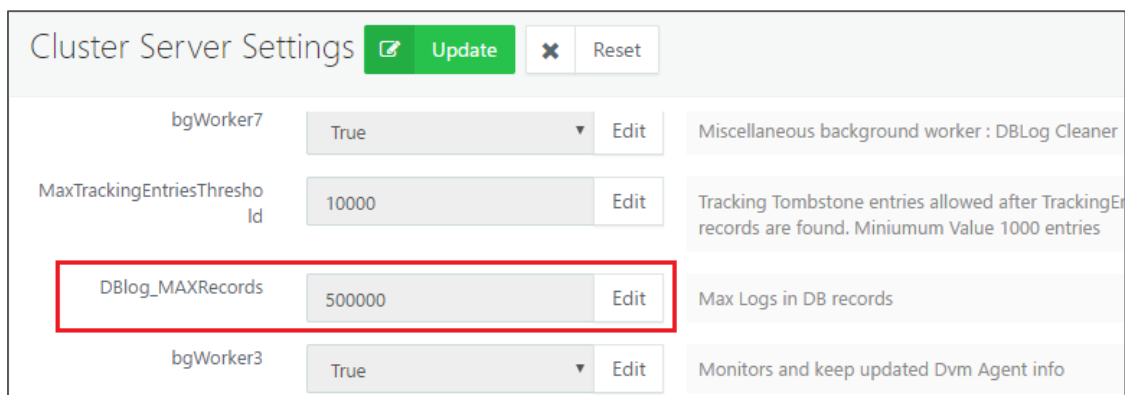 Cluster Server Settings Update Reset
bgWorker7 True Edit Miscellaneous background worker : DBLog Cleaner
MaxTrackingEntriesThresho
ld
10000 Edit Tracking Tombstone entries allowed after TrackingEr
records are found. Miniumum Value 1000 entries
DBlog_MAXRecords 500000 Edit Max Logs in DB records
bgWorker3 True Edit Monitors and keep updated Dvm Agent info